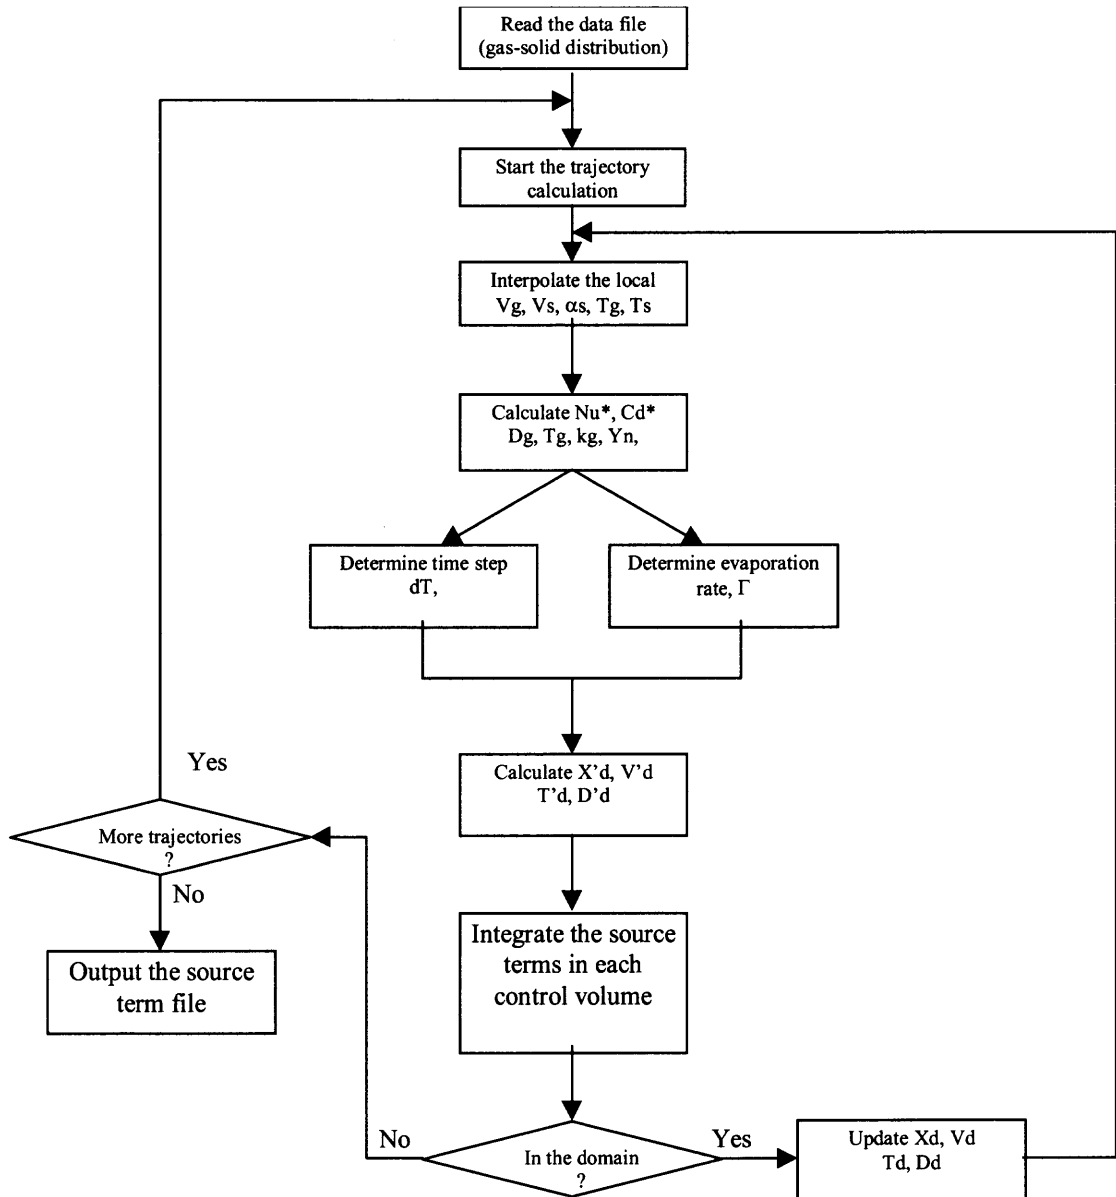 Read the data file
(gas-solid distribution)
Start the trajectory
calculation
Interpolate the local
Vg, Vs, αs, Tg, Ts
Calculate Nu*, Cd*
Dg, Tg, kg, Yn,
Determine time step
dT,
Determine evaporation
rate, Γ
Calculate X'd, V'd
T'd, D'd
Yes
More trajectories
?
No
Output the source
term file
Integrate the source
terms in each
control volume
No
In the domain
?
Yes
Update Xd, Vd
Td, Dd